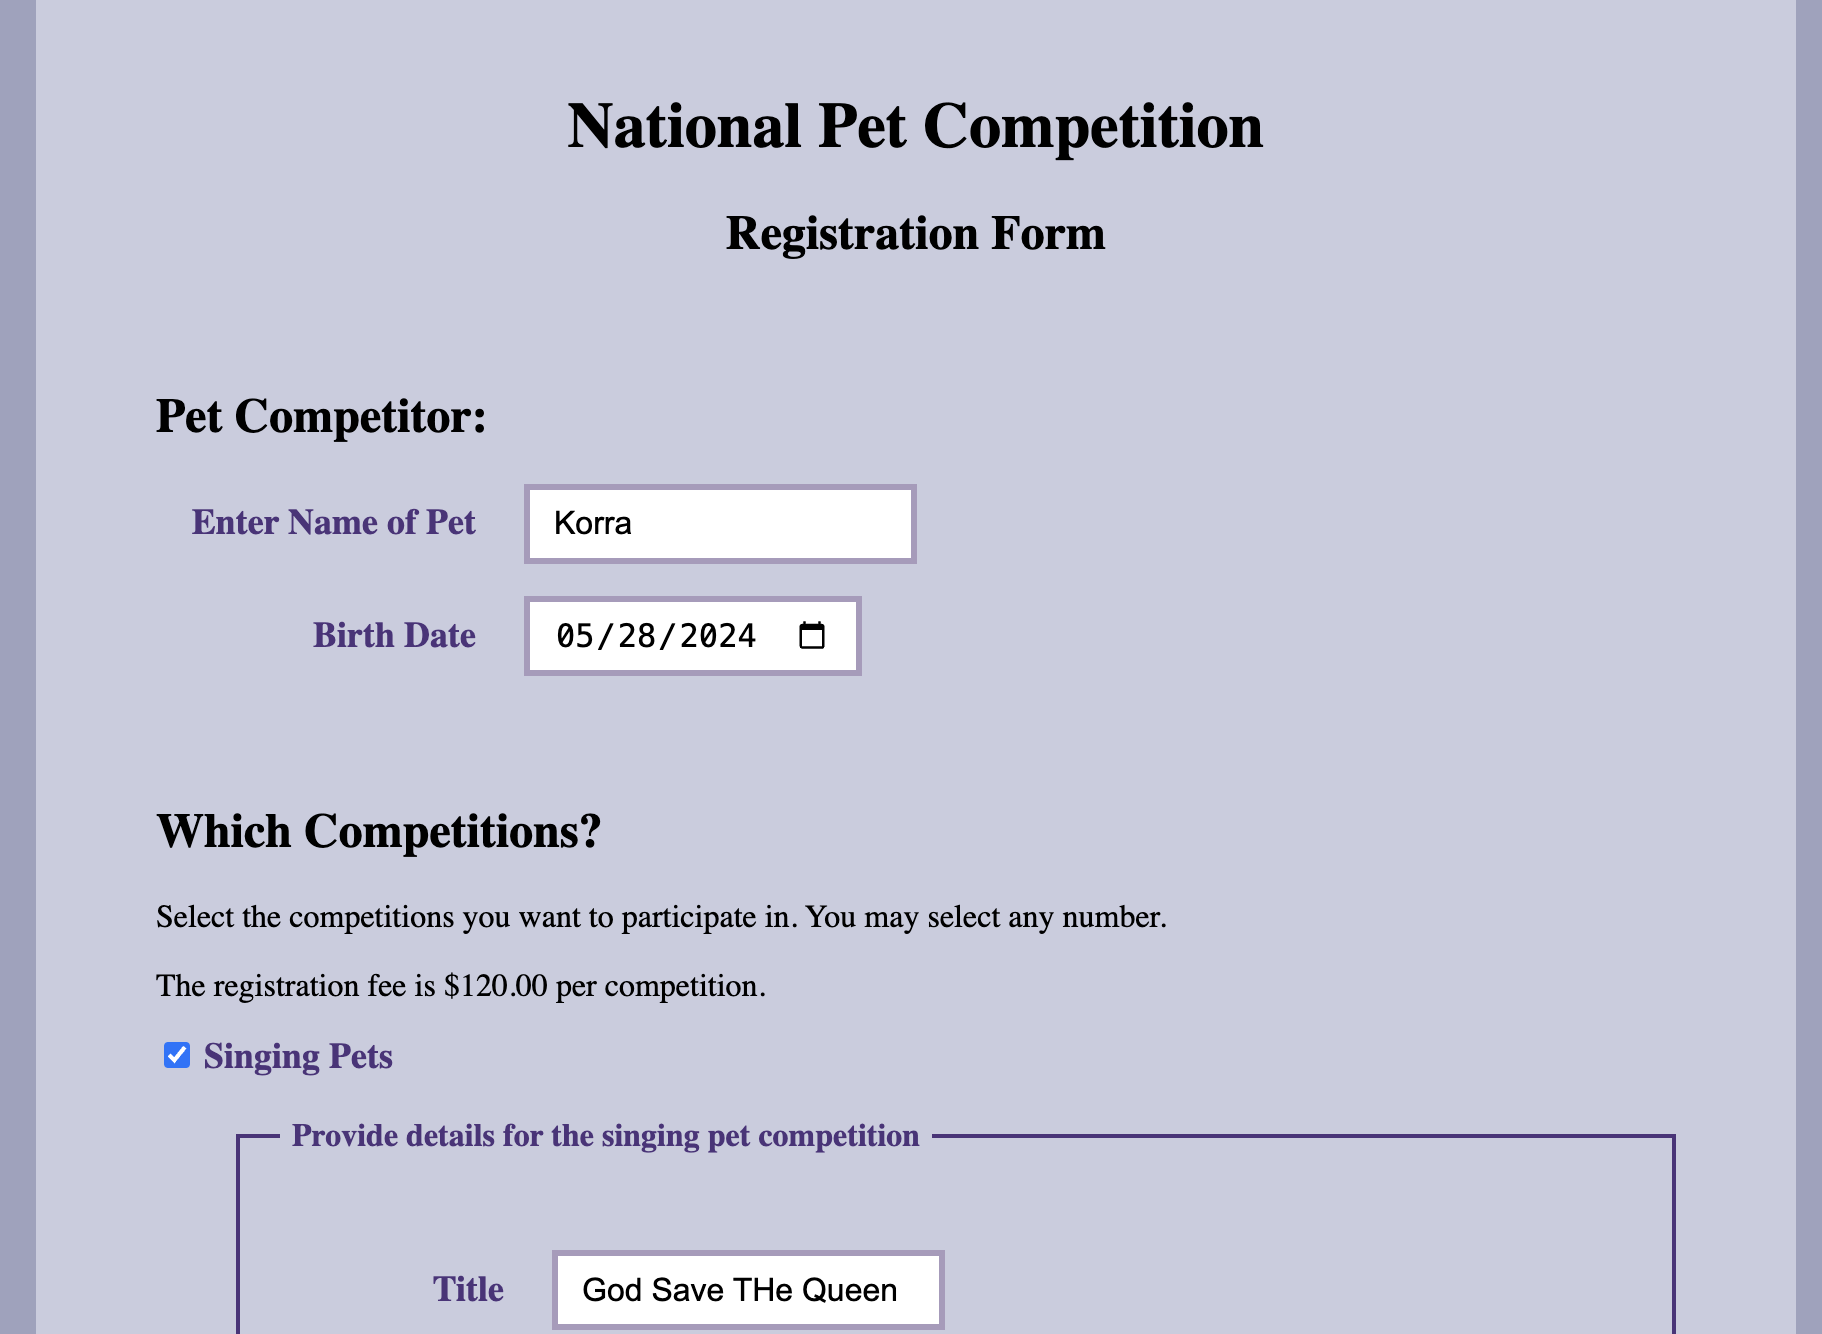 National Pet Competition
Registration Form
Pet Competitor:
Enter Name of Pet Korra
Birth Date 05/28/2024
Which Competitions?
Select the competitions you want to participate in. You may select any number.
The registration fee is $120.00 per competition.
Singing Pets
Provide details for the singing pet competition
Title God Save THe Queen